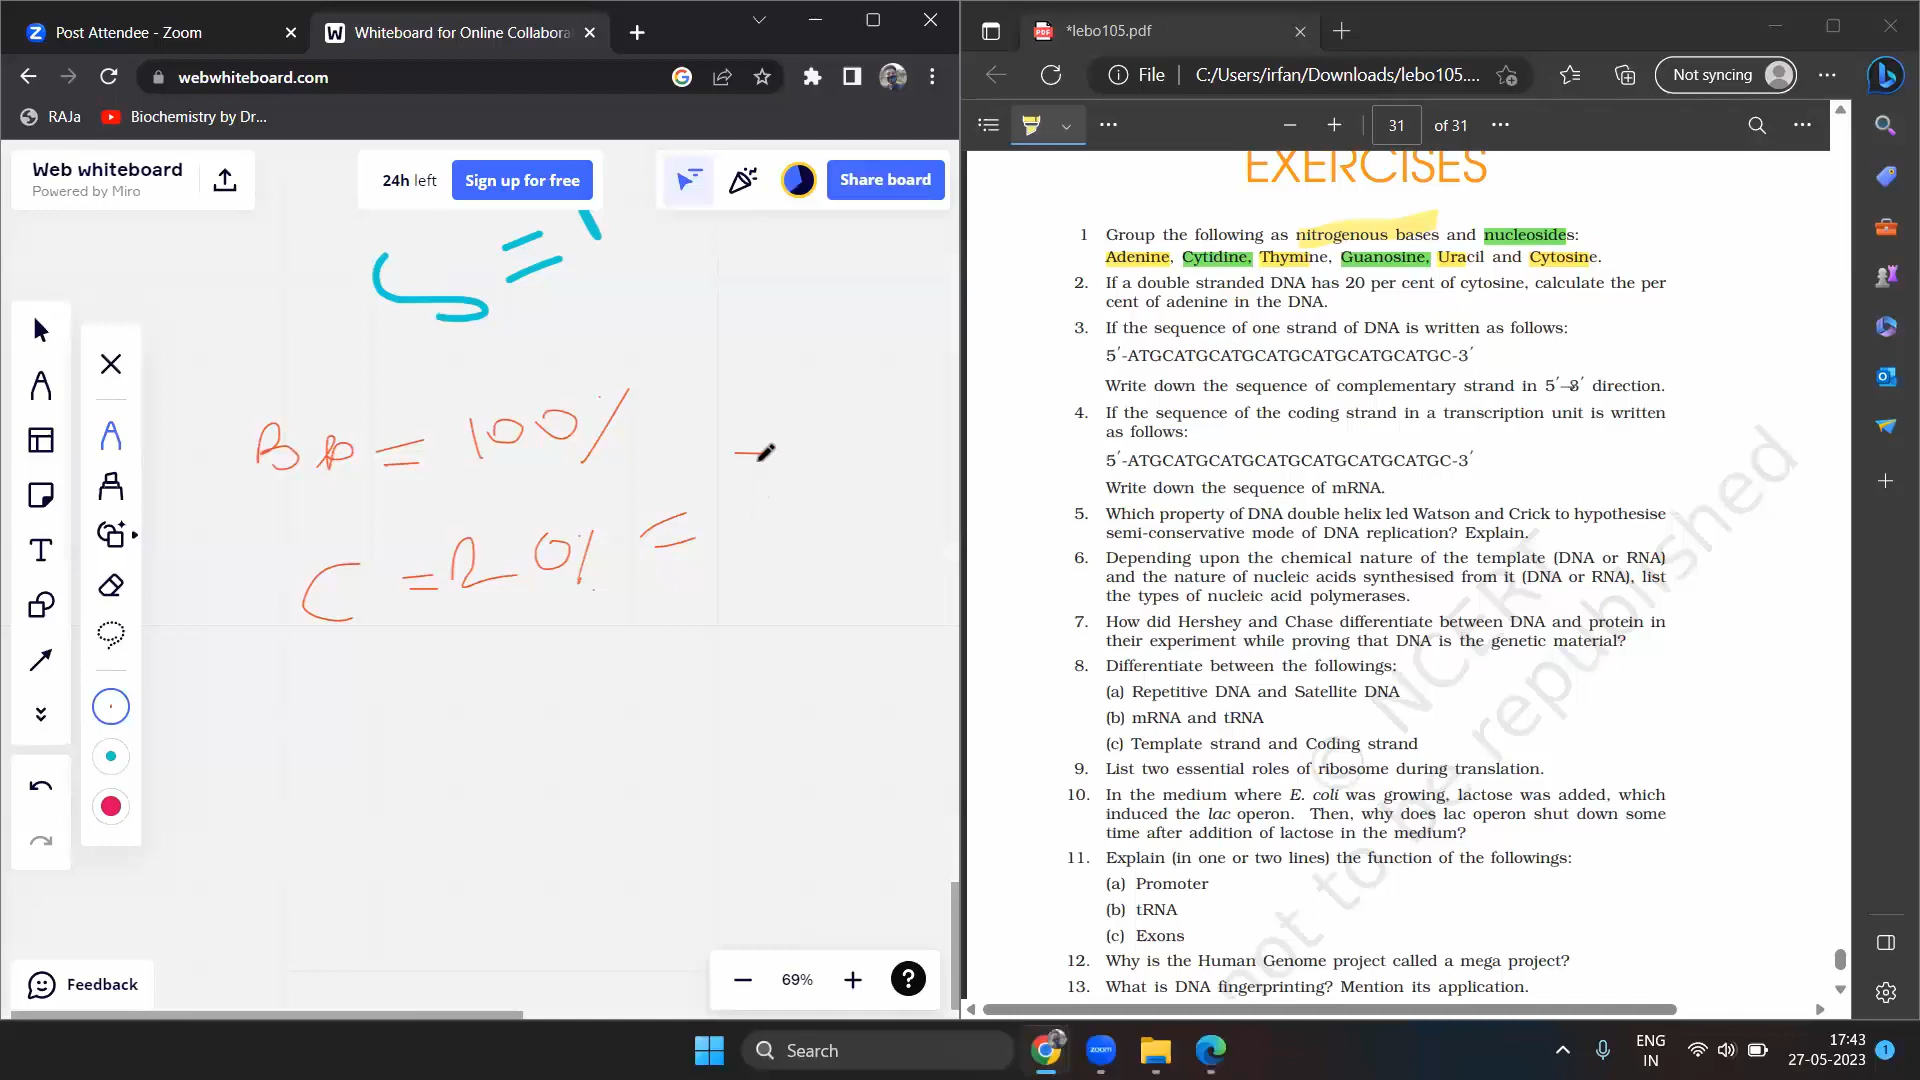 Post Attendee - Zoom
Whiteboard for Online Collabora
webwhiteboard.com
RAJa
Biochemistry by Dr...
Web whiteboard
Powered by Miro
24h left
Sign up for free
Share board
BP = 100%
C = 20% =
69%
Feedback
*lebo105.pdf
File
C:/Users/irfan/Downloads/lebo105....
Not syncing
31 of 31
EXERCISES
1 Group the following as nitrogenous bases and nucleosides:
Adenine, Cytidine, Thymine, Guanosine, Uracil and Cytosine.
2. If a double stranded DNA has 20 per cent of cytosine, calculate the per
cent of adenine in the DNA.
3. If the sequence of one strand of DNA is written as follows:
5′-ATGCATGCATGCATGCATGCATGCATGC-3′
Write down the sequence of complementary strand in 5′→3′ direction.
4. If the sequence of the coding strand in a transcription unit is written
as follows:
5′-ATGCATGCATGCATGCATGCATGCATGC-3′
Write down the sequence of mRNA.
5. Which property of DNA double helix led Watson and Crick to hypothesise
semi-conservative mode of DNA replication? Explain.
6. Depending upon the chemical nature of the template (DNA or RNA)
and the nature of nucleic acids synthesised from it (DNA or RNA), list
the types of nucleic acid polymerases.
7. How did Hershey and Chase differentiate between DNA and protein in
their experiment while proving that DNA is the genetic material?
8. Differentiate between the followings:
(a) Repetitive DNA and Satellite DNA
(b) mRNA and tRNA
(c) Template strand and Coding strand
9. List two essential roles of ribosome during translation.
10. In the medium where E. coli was growing, lactose was added, which
induced the lac operon. Then, why does lac operon shut down some
time after addition of lactose in the medium?
11. Explain (in one or two lines) the function of the followings:
(a) Promoter
(b) tRNA
(c) Exons
12. Why is the Human Genome project called a mega project?
13. What is DNA fingerprinting? Mention its application.
© NCERT
not to be republished
Search
zoom
ENG
IN
17:43
27-05-2023
1